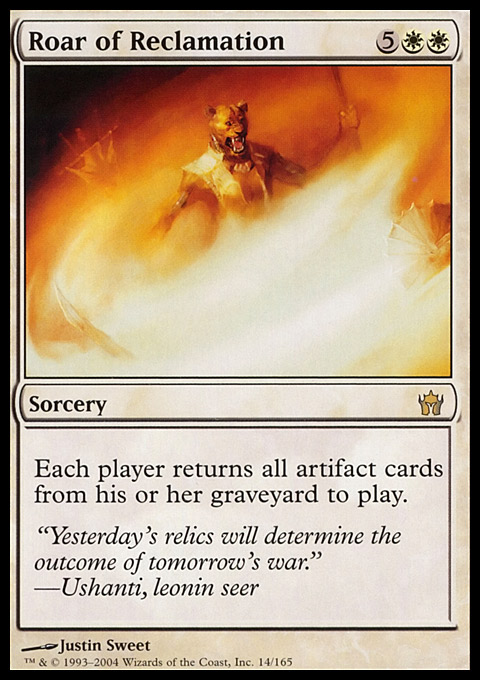 Roar of Reclamation 5
Sorcery
Each player returns all artifact cards
from his or her graveyard to play.
“Yesterday’s relics will determine the
outcome of tomorrow’s war.”
—Ushanti, leonin seer
Justin Sweet
™ & © 1993–2004 Wizards of the Coast, Inc. 14/165